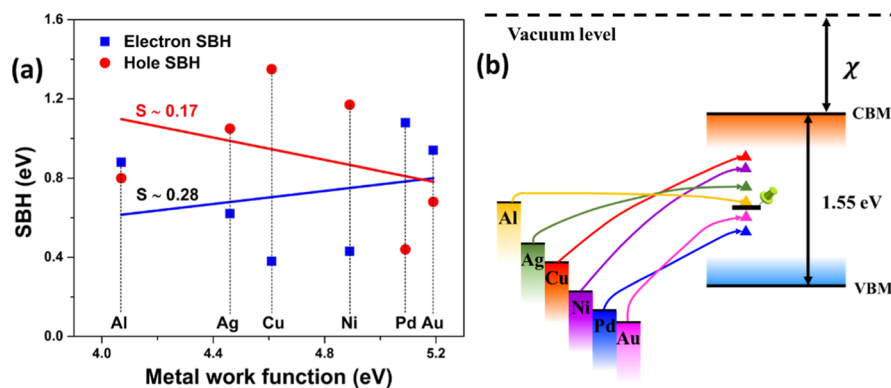 (a)
SBH (eV)
1.6
1.2
0.8
0.4
0.0
Electron SBH
Hole SBH
S ~ 0.17
S ~ 0.28
Al Ag Cu Ni Pd Au
4.0 4.4 4.8 5.2
Metal work function (eV)
(b)
Vacuum level
χ
CBM
1.55 eV
VBM
Al
Ag
Cu
Ni
Pd
Au